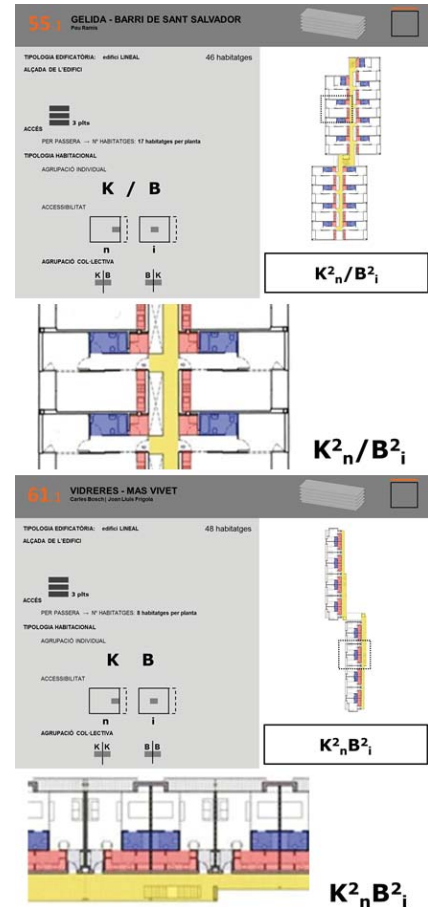 55.1 GELIDA - BARRI DE SANT SALVADOR
Pau Ramis
TIPOLOGIA EDIFICATÒRIA: edifici LINEAL 46 habitatges
ALÇADA DE L'EDIFICI
3 plts
ACCÉS
PER PASSERA → Nº HABITATGES: 17 habitatges per planta
TIPOLOGIA HABITACIONAL
AGRUPACIÓ INDIVIDUAL
K / B
ACCESSIBILITAT
n i
AGRUPACIÓ COL·LECTIVA
K B B K
K²n/B²i
K²n/B²i
61.1 VIDRERES - MAS VIVET
Carles Bosch | Joan Lluís Frigola
TIPOLOGIA EDIFICATÒRIA: edifici LINEAL 48 habitatges
ALÇADA DE L'EDIFICI
3 plts
ACCÉS
PER PASSERA → Nº HABITATGES: 8 habitatges per planta
TIPOLOGIA HABITACIONAL
AGRUPACIÓ INDIVIDUAL
K B
ACCESSIBILITAT
n i
AGRUPACIÓ COL·LECTIVA
K K B B
K²nB²i
K²nB²i